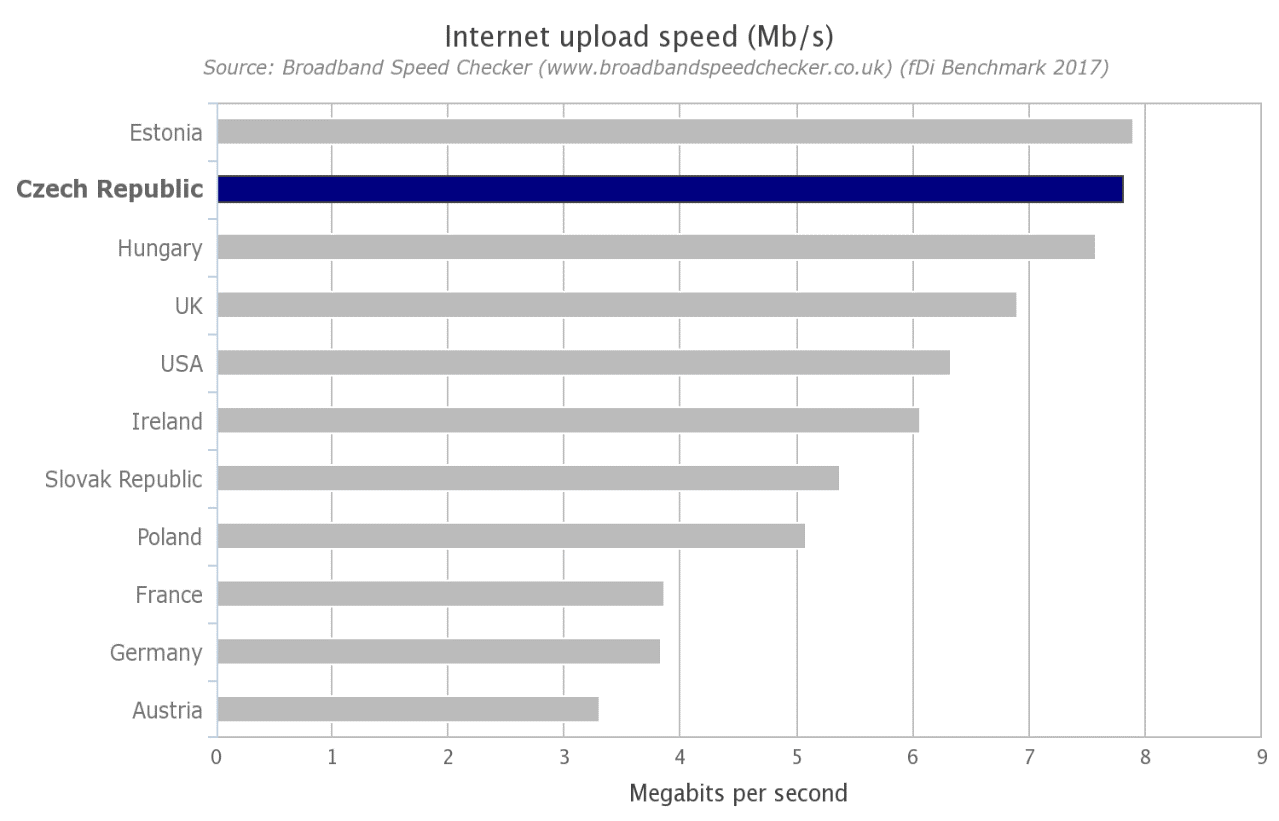 Internet upload speed (Mb/s)
Source: Broadband Speed Checker (www.broadbandspeedchecker.co.uk) (fDi Benchmark 2017)
Estonia
Czech Republic
Hungary
UK
USA
Ireland
Slovak Republic
Poland
France
Germany
Austria
0 1 2 3 4 5 6 7 8 9
Megabits per second